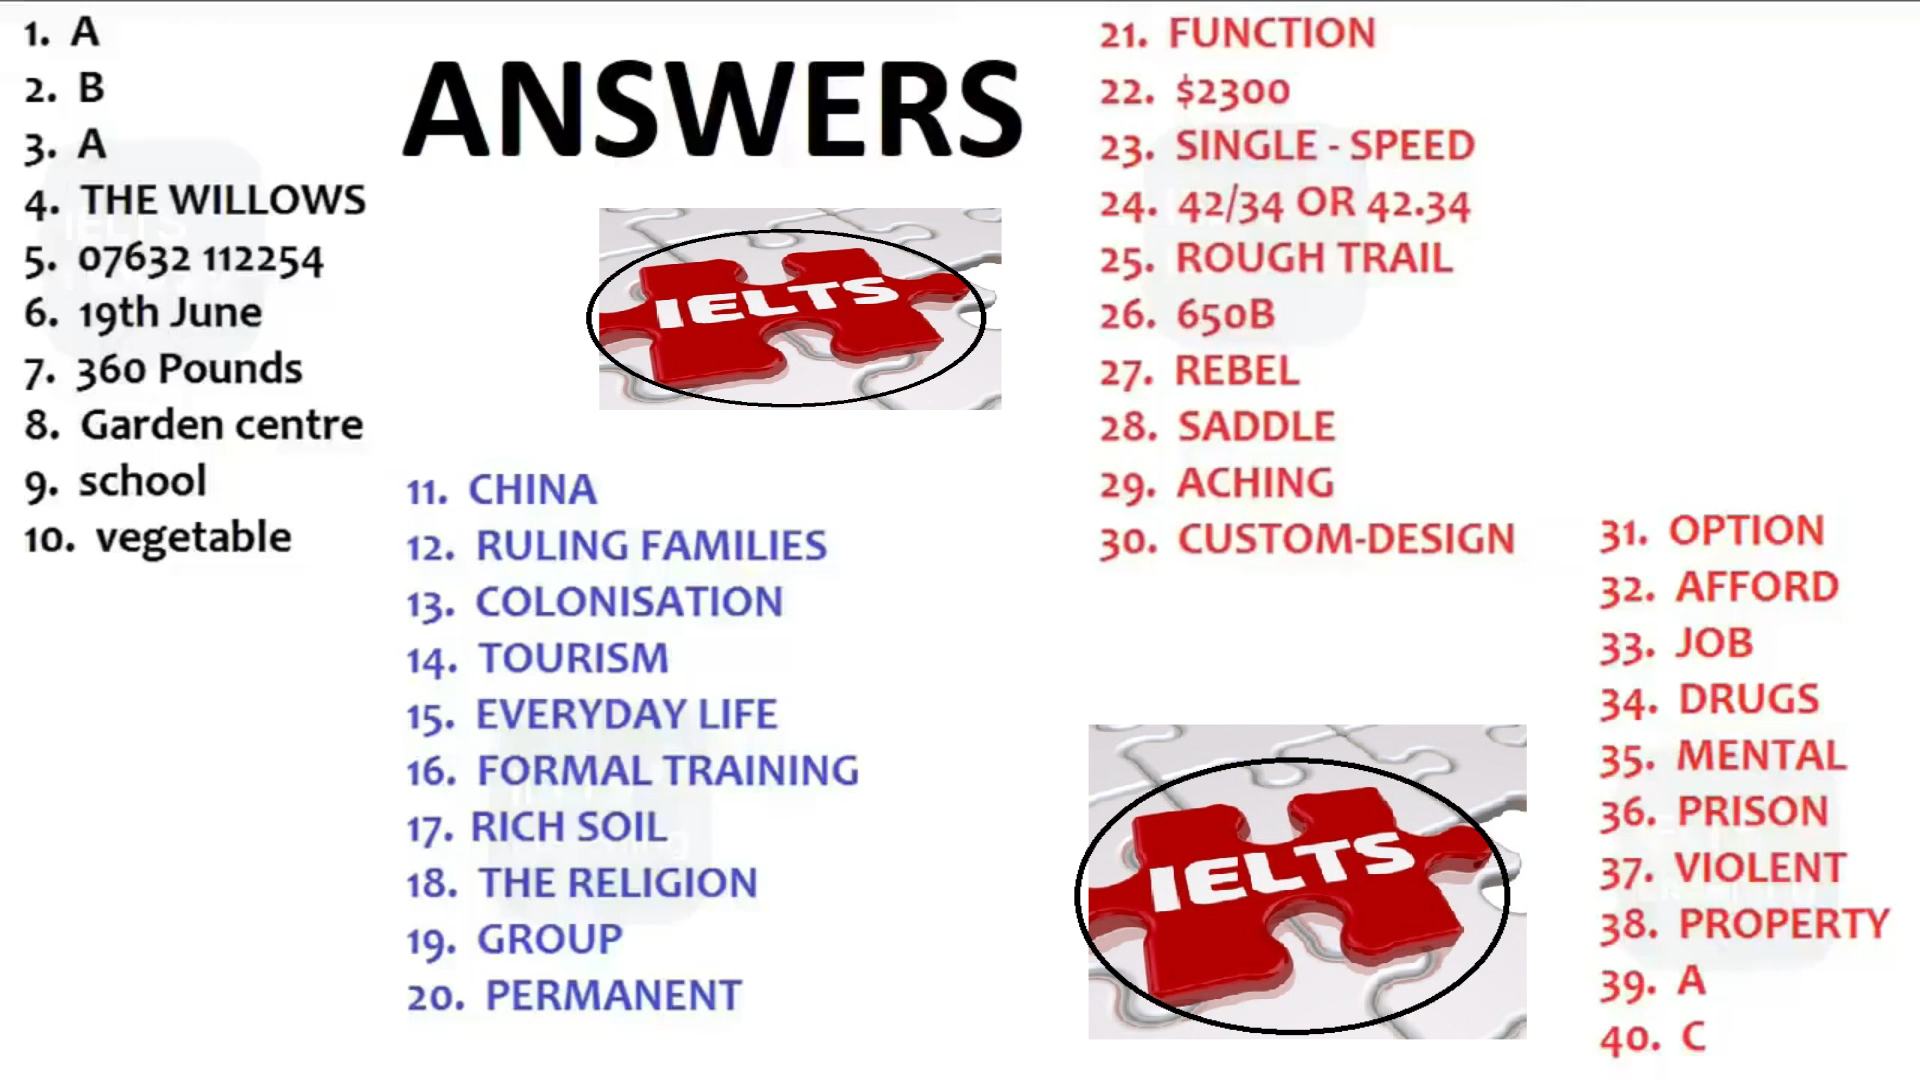 ANSWERS
1. A
2. B
3. A
4. THE WILLOWS
5. 07632 112254
6. 19th June
7. 360 Pounds
8. Garden centre
9. school
10. vegetable
IELTS
11. CHINA
12. RULING FAMILIES
13. COLONISATION
14. TOURISM
15. EVERYDAY LIFE
16. FORMAL TRAINING
17. RICH SOIL
18. THE RELIGION
19. GROUP
20. PERMANENT
21. FUNCTION
22. $2300
23. SINGLE - SPEED
24. 42/34 OR 42.34
25. ROUGH TRAIL
26. 650B
27. REBEL
28. SADDLE
29. ACHING
30. CUSTOM-DESIGN
IELTS
31. OPTION
32. AFFORD
33. JOB
34. DRUGS
35. MENTAL
36. PRISON
37. VIOLENT
38. PROPERTY
39. A
40. C